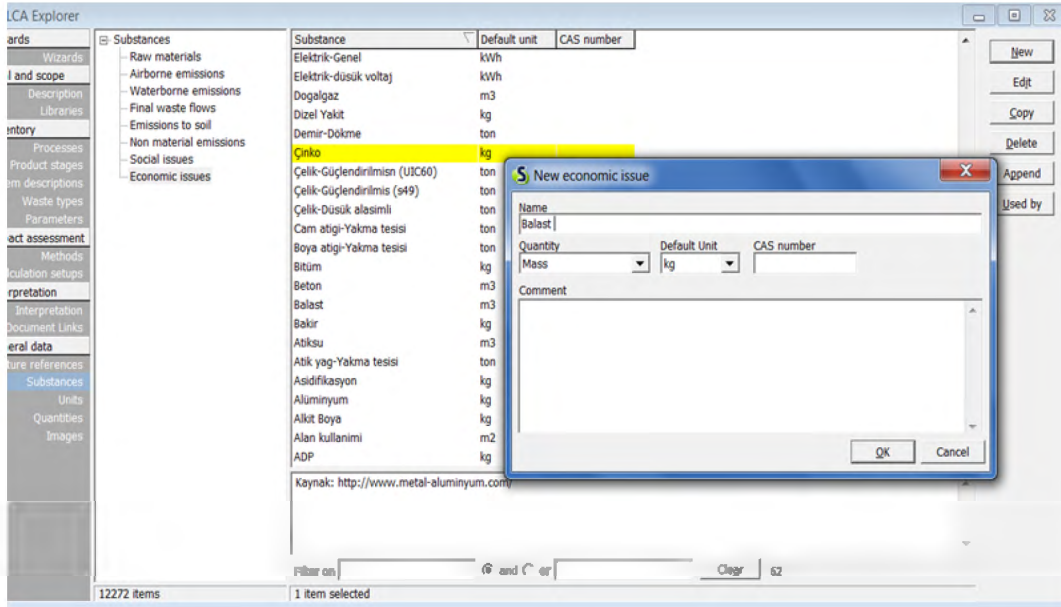 LCA Explorer
ards
Wizards
l and scope
Description
Libraries
entory
Processes
Product stages
em descriptions
Waste types
Parameters
act assessment
Methods
lculation setups
rpretation
Interpretation
Document Links
eral data
ture references
Substances
Units
Quantities
Images
Substances
Raw materials
Airborne emissions
Waterborne emissions
Final waste flows
Emissions to soil
Non material emissions
Social issues
Economic issues
Substance Default unit CAS number
Elektrik-Genel kWh
Elektrik-düsük voltaj kWh
Dogalgaz m3
Dizel Yakit kg
Demir-Dökme ton
Çinko kg
Çelik-Güçlendirilmisn (UIC60) ton
Çelik-Güçlendirilmis (s49) ton
Çelik-Düsük alasimli ton
Cam atigi-Yakma tesisi ton
Boya atigi-Yakma tesisi ton
Bitüm kg
Beton m3
Balast m3
Bakir kg
Atiksu m3
Atik yag-Yakma tesisi ton
Asidifikasyon kg
Alüminyum kg
Alkit Boya kg
Alan kullanimi m2
ADP kg
Kaynak: http://www.metal-aluminyum.com/
Filter on and or Clear 62
12272 items 1 item selected
New
Edit
Copy
Delete
Append
Used by
New economic issue
Name
Balast
Quantity Default Unit CAS number
Mass kg
Comment
OK Cancel